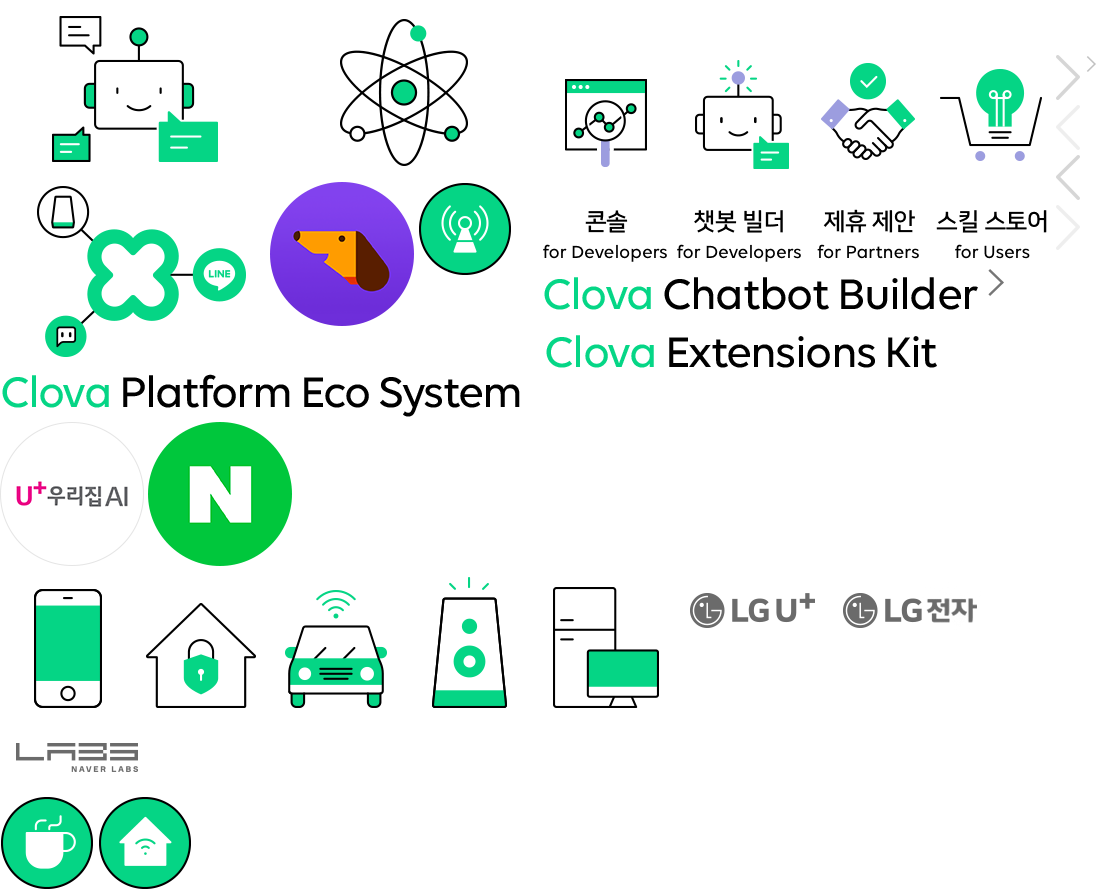 LINE
콘솔
for Developers
챗봇 빌더
for Developers
제휴 제안
for Partners
스킬 스토어
for Users
Clova Chatbot Builder
Clova Extensions Kit
Clova Platform Eco System
U+우리집AI
N
LG U+
LG전자
LABS
NAVER LABS